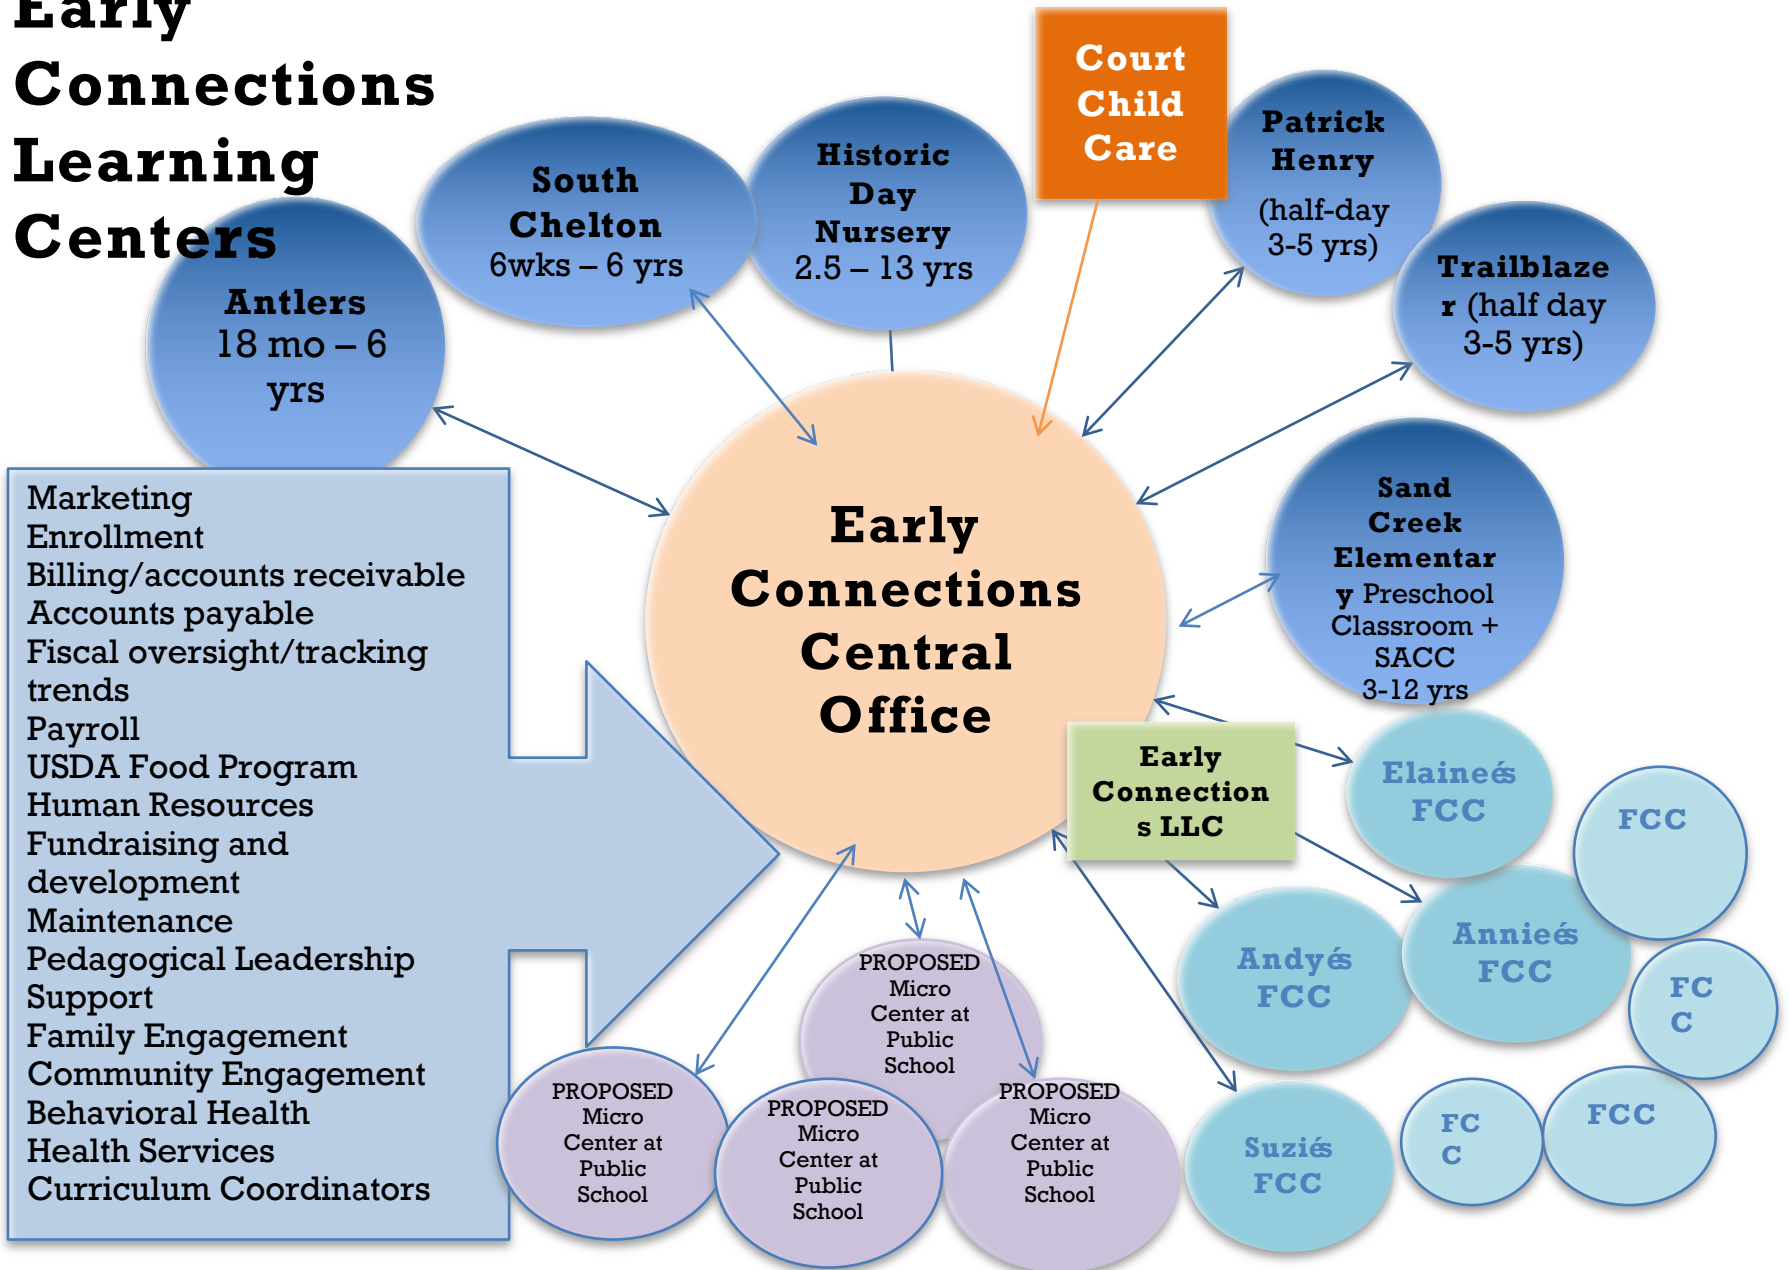 Early
Connections
Learning
Centers
Court
Child
Care
Antlers
18 mo – 6
yrs
South
Chelton
6wks – 6 yrs
Historic
Day
Nursery
2.5 – 13 yrs
Patrick
Henry
(half-day
3-5 yrs)
Trailblaze
r (half day
3-5 yrs)
Sand
Creek
Elementar
y Preschool
Classroom +
SACC
3-12 yrs
Early
Connections
Central
Office
Early
Connection
s LLC
Marketing
Enrollment
Billing/accounts receivable
Accounts payable
Fiscal oversight/tracking
trends
Payroll
USDA Food Program
Human Resources
Fundraising and
development
Maintenance
Pedagogical Leadership
Support
Family Engagement
Community Engagement
Behavioral Health
Health Services
Curriculum Coordinators
PROPOSED
Micro
Center at
Public
School
PROPOSED
Micro
Center at
Public
School
PROPOSED
Micro
Center at
Public
School
PROPOSED
Micro
Center at
Public
School
Elaineés
FCC
Andyés
FCC
Annieés
FCC
Suziés
FCC
FCC
FC
C
FC
C
FCC